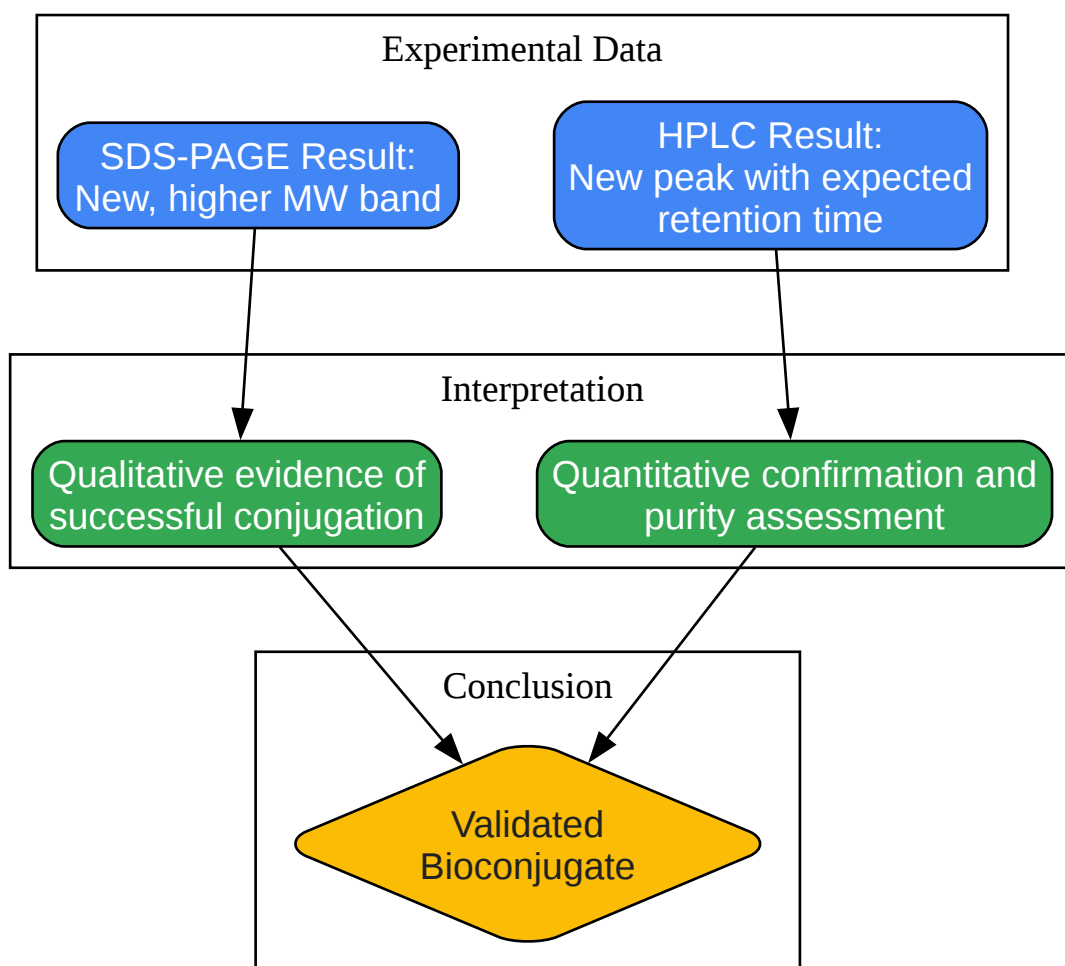 Experimental Data
SDS-PAGE Result:
New, higher MW band
HPLC Result:
New peak with expected
retention time
Interpretation
Qualitative evidence of
successful conjugation
Quantitative confirmation and
purity assessment
Conclusion
Validated
Bioconjugate